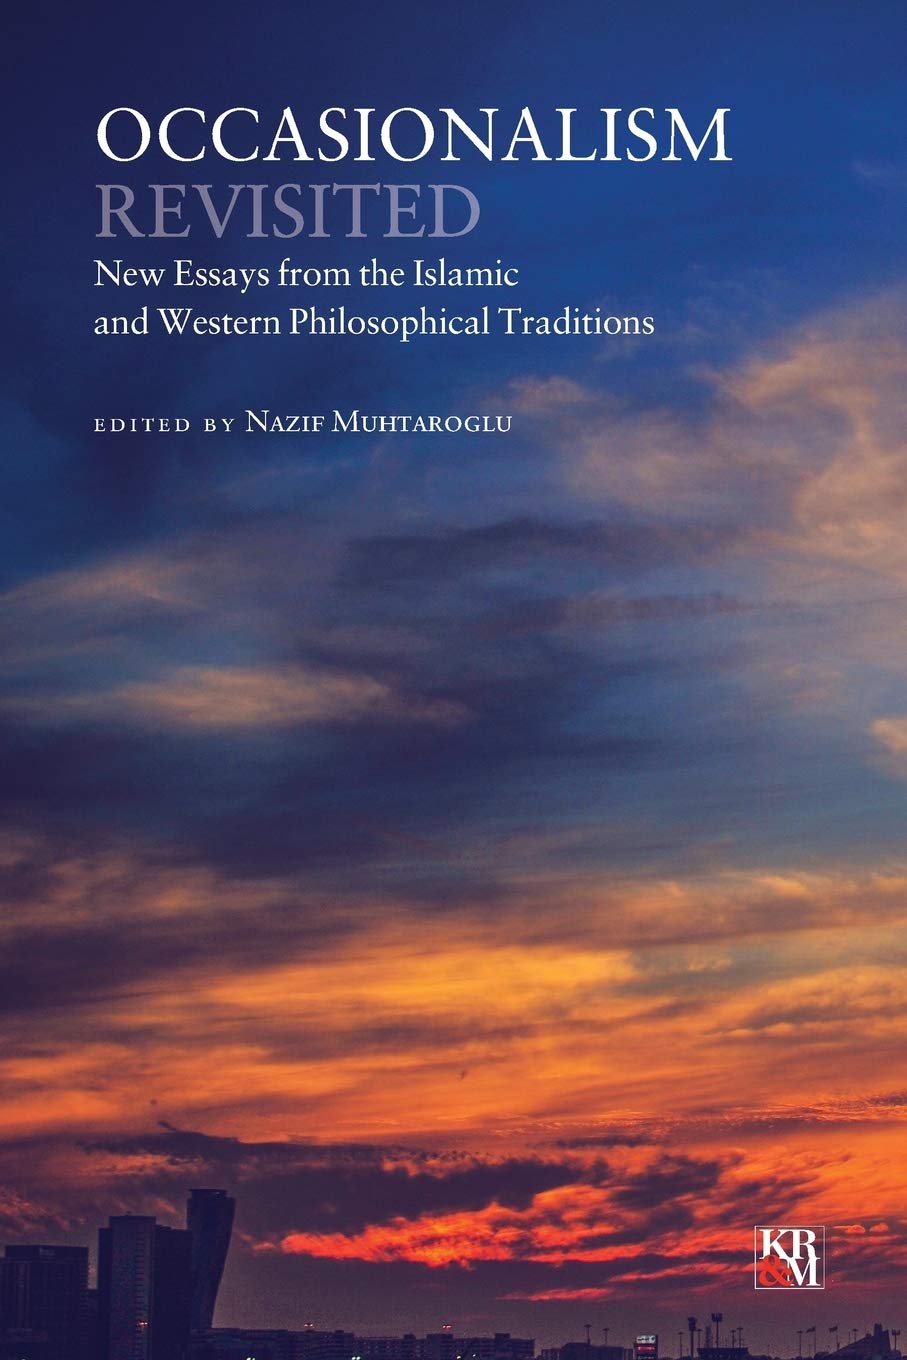 OCCASIONALISM
REVISITED
New Essays from the Islamic
and Western Philosophical Traditions
EDITED BY NAZIF MUHTAROGLU
KR
&M